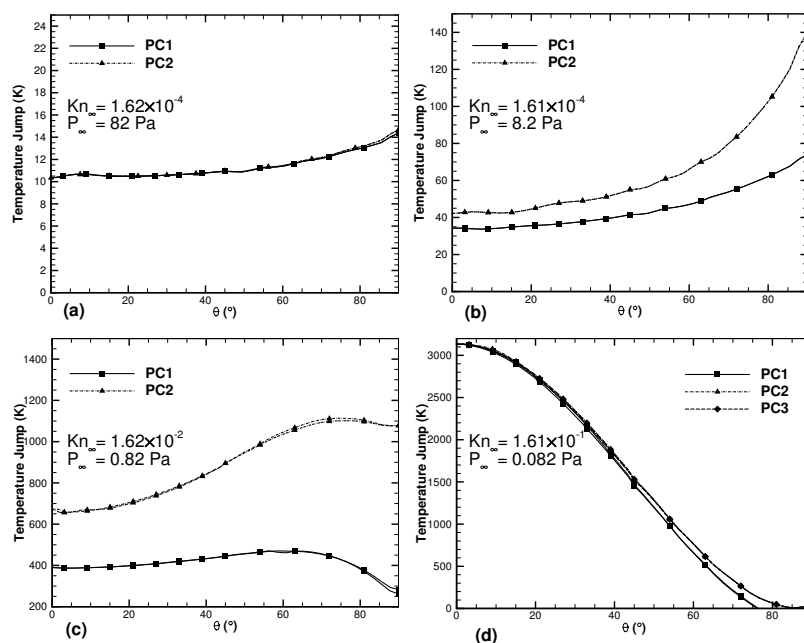 24
22
20
18
16
14
12
10
8
6
4
2
0
Temperature Jump (K)
PC1
PC2
Kn∞ = 1.62×10-4
P∞ = 82 Pa
0 20 40 60 80
θ (°)
(a)
140
120
100
80
60
40
20
0
Temperature Jump (K)
PC1
PC2
Kn∞ = 1.61×10-4
P∞ = 8.2 Pa
0 20 40 60 80
θ (°)
(b)
1400
1200
1000
800
600
400
200
Temperature Jump (K)
PC1
PC2
Kn∞ = 1.62×10-2
P∞ = 0.82 Pa
0 20 40 60 80
θ (°)
(c)
3000
2500
2000
1500
1000
500
0
Temperature Jump (K)
PC1
PC2
PC3
Kn∞ = 1.61×10-1
P∞ = 0.082 Pa
0 20 40 60 80
θ (°)
(d)